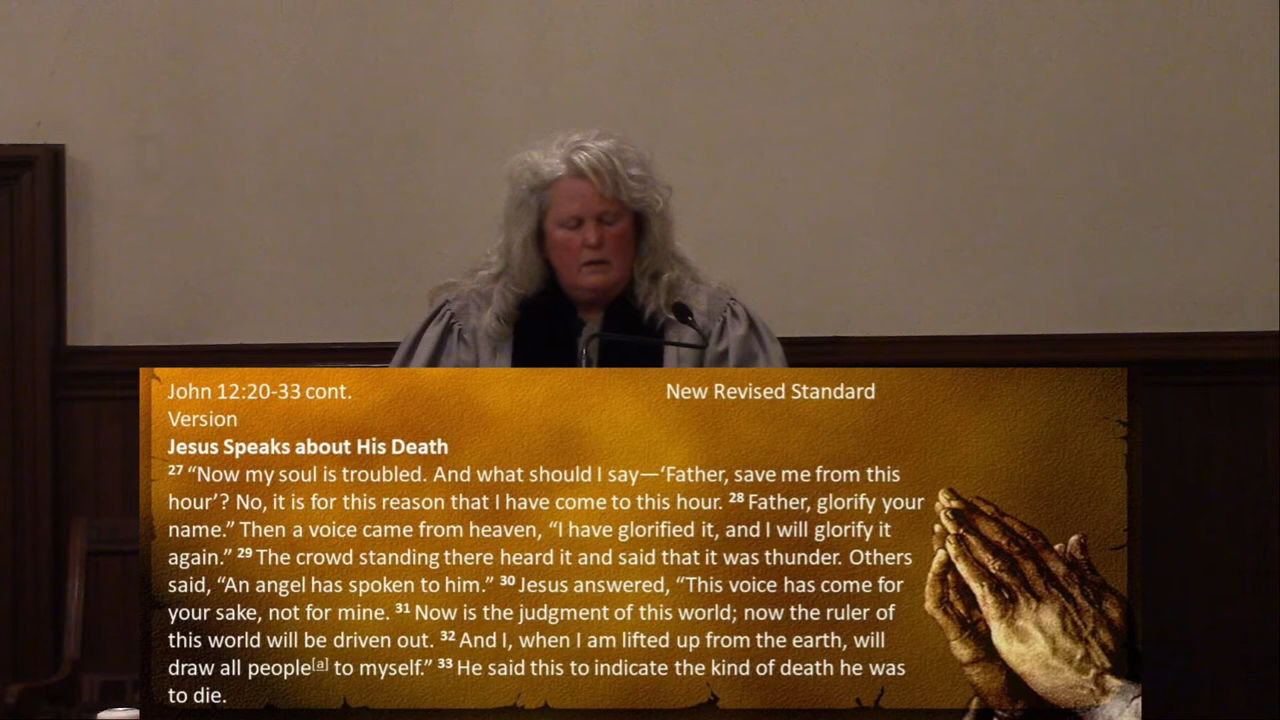 John 12:20-33 cont. New Revised Standard
Version
Jesus Speaks about His Death
27 “Now my soul is troubled. And what should I say—‘Father, save me from this
hour’? No, it is for this reason that I have come to this hour. 28 Father, glorify your
name.” Then a voice came from heaven, “I have glorified it, and I will glorify it
again.” 29 The crowd standing there heard it and said that it was thunder. Others
said, “An angel has spoken to him.” 30 Jesus answered, “This voice has come for
your sake, not for mine. 31 Now is the judgment of this world; now the ruler of
this world will be driven out. 32 And I, when I am lifted up from the earth, will
draw all people[a] to myself.” 33 He said this to indicate the kind of death he was
to die.